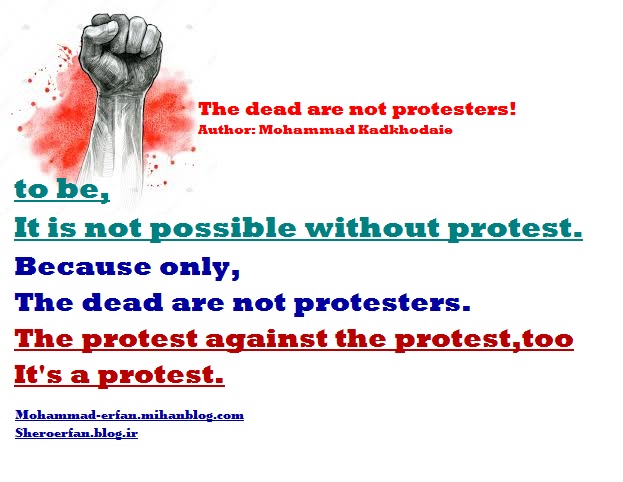 The dead are not protesters!
Author: Mohammad Kadkhodaie
to be,
It is not possible without protest.
Because only,
The dead are not protesters.
The protest against the protest,too
It's a protest.
Mohammad-erfan.mihanblog.com
Sheroerfan.blog.ir